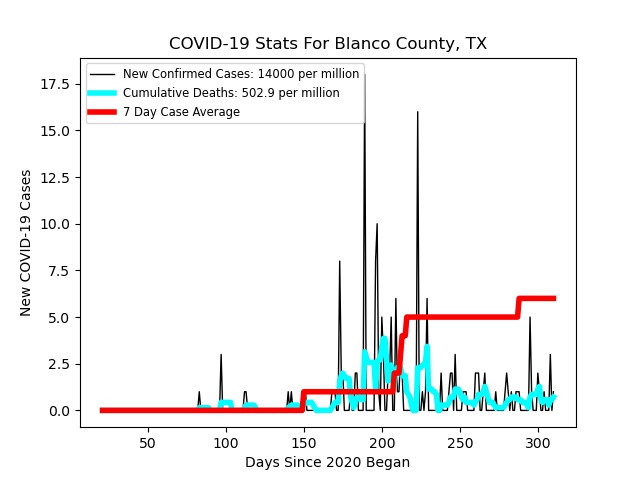 COVID-19 Stats For Blanco County, TX
New Confirmed Cases: 14000 per million
Cumulative Deaths: 502.9 per million
7 Day Case Average
New COVID-19 Cases
17.5
15.0
12.5
10.0
7.5
5.0
2.5
0.0
50 100 150 200 250 300
Days Since 2020 Began